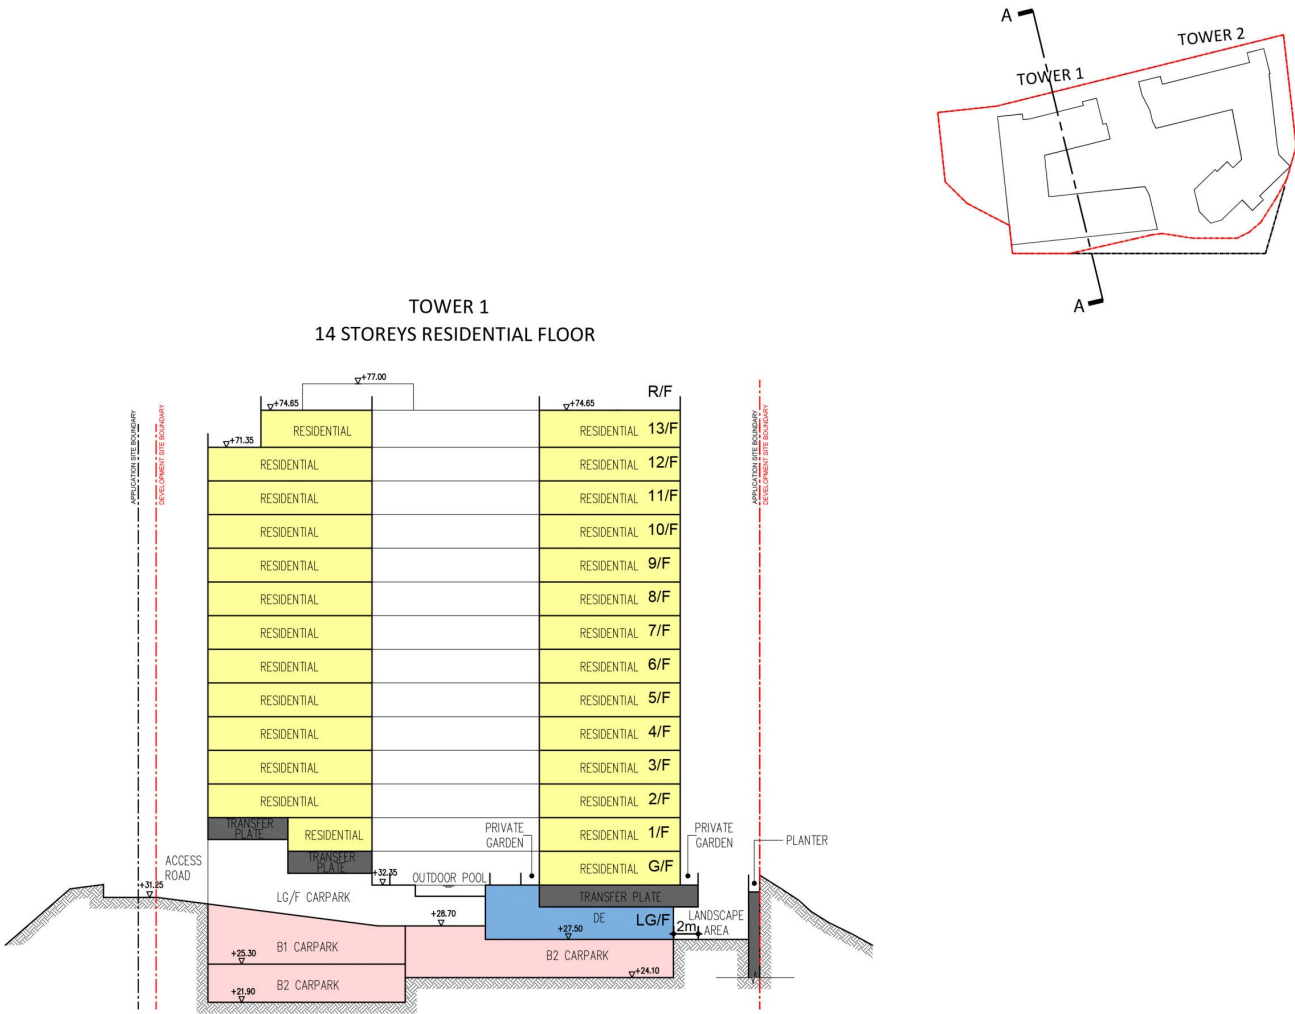 A
TOWER 2
TOWER 1
A
TOWER 1
14 STOREYS RESIDENTIAL FLOOR
+77.00
R/F
+74.65
+74.65
APPLICATION SITE BOUNDARY
DEVELOPMENT SITE BOUNDARY
APPLICATION SITE BOUNDARY
DEVELOPMENT SITE BOUNDARY
RESIDENTIAL
RESIDENTIAL 13/F
+71.35
RESIDENTIAL
RESIDENTIAL 12/F
RESIDENTIAL
RESIDENTIAL 11/F
RESIDENTIAL
RESIDENTIAL 10/F
RESIDENTIAL
RESIDENTIAL 9/F
RESIDENTIAL
RESIDENTIAL 8/F
RESIDENTIAL
RESIDENTIAL 7/F
RESIDENTIAL
RESIDENTIAL 6/F
RESIDENTIAL
RESIDENTIAL 5/F
RESIDENTIAL
RESIDENTIAL 4/F
RESIDENTIAL
RESIDENTIAL 3/F
RESIDENTIAL
RESIDENTIAL 2/F
TRANSFER
PLATE
RESIDENTIAL
PRIVATE
GARDEN
RESIDENTIAL 1/F
PRIVATE
GARDEN
PLANTER
ACCESS
ROAD
TRANSFER
PLATE
RESIDENTIAL G/F
+32.35
OUTDOOR POOL
+31.25
LG/F CARPARK
TRANSFER PLATE
+28.70
DE
LG/F
2m
LANDSCAPE
AREA
+27.50
B1 CARPARK
B2 CARPARK
+25.30
+24.10
B2 CARPARK
+21.90